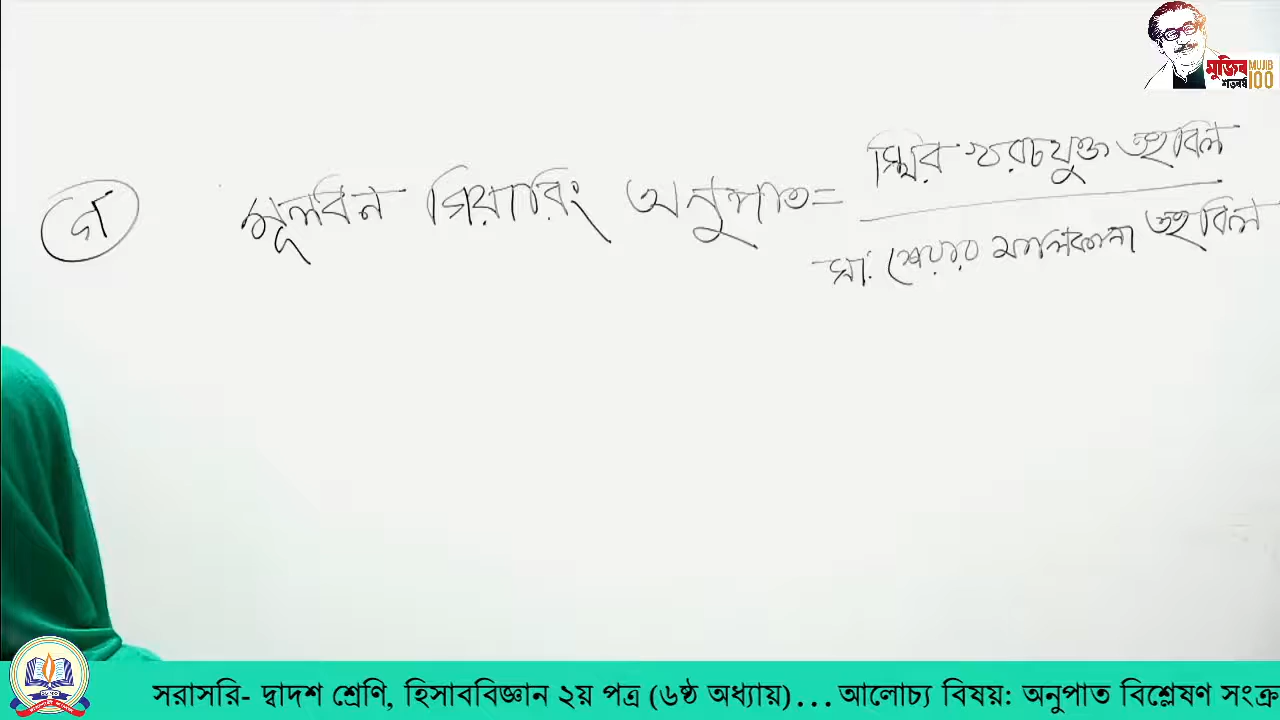 মুজিব MUJIB
শতবর্ষ 100
স্থির খরচযুক্ত তহবিল
গ মূলধন গিয়ারিং অনুপাত=
সা: শেয়ার মালিকানা তহবিল
সরাসরি- দ্বাদশ শ্রেণি, হিসাববিজ্ঞান ২য় পত্র (৬ষ্ঠ অধ্যায়)... আলোচ্য বিষয়: অনুপাত বিশ্লেষণ সংক্র